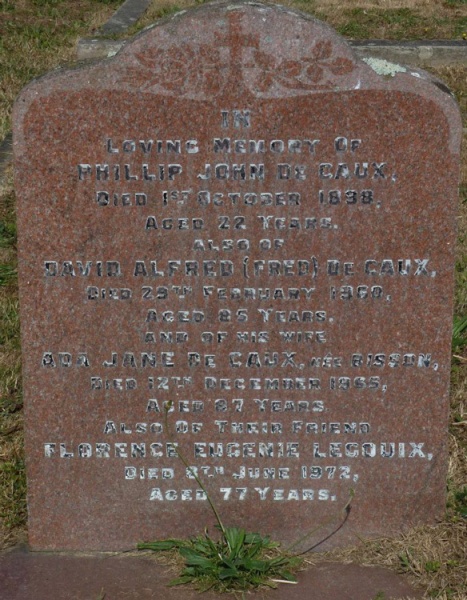 IN
LOVING MEMORY OF
PHILLIP JOHN DE CAUX,
DIED 1ST OCTOBER 1898,
AGED 22 YEARS.
ALSO OF
DAVID ALFRED (FRED) DE CAUX,
DIED 29TH FEBRUARY 1960,
AGED 85 YEARS.
AND OF HIS WIFE
ADA JANE DE CAUX, NÉE BISSON,
DIED 12TH DECEMBER 1965,
AGED 87 YEARS
ALSO OF THEIR FRIEND
FLORENCE EUGENIE LECOUIX,
DIED JUNE 1972,
AGED 77 YEARS.